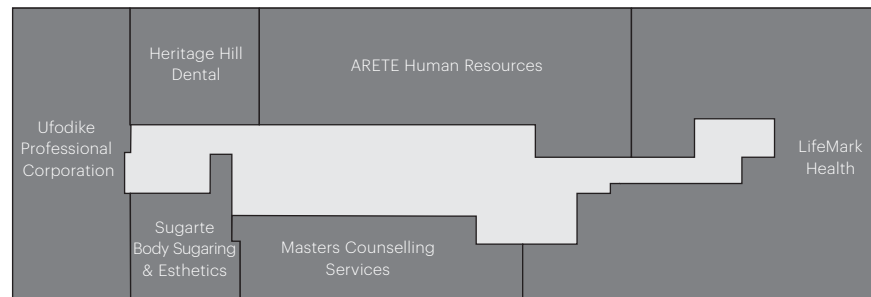 Heritage Hill
Dental
ARETE Human Resources
Ufodike
Professional
Corporation
LifeMark
Health
Sugarte
Body Sugaring
& Esthetics
Masters Counselling
Services